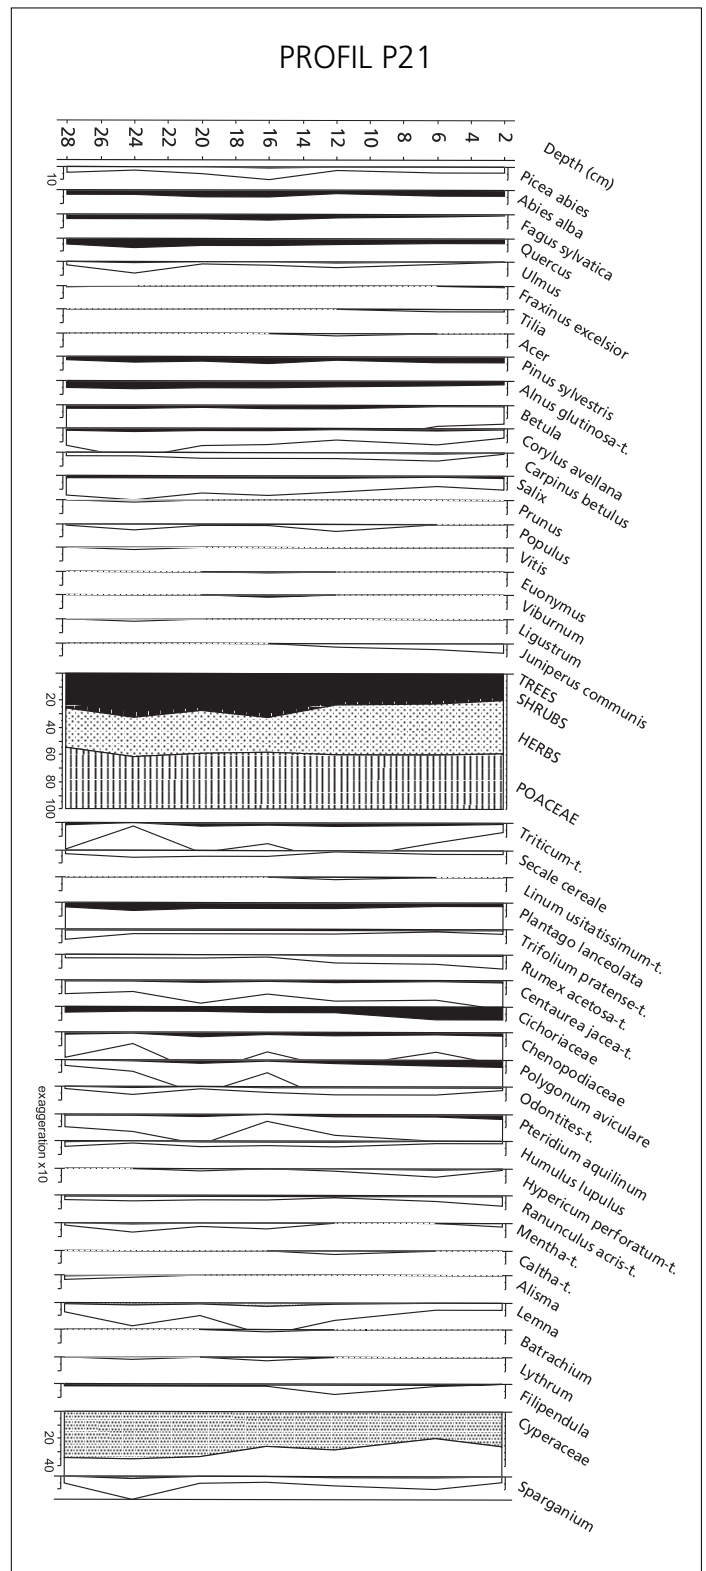 PROFIL P21
28 26 24 22 20 18 16 14 12 10 8 6 4 2
Depth (cm)
10
Picea abies
Abies alba
Fagus sylvatica
Quercus
Ulmus
Fraxinus excelsior
Tilia
Acer
Pinus sylvestris
Alnus glutinosa-t.
Betula
Corylus avellana
Carpinus betulus
Salix
Prunus
Populus
Vitis
Euonymus
Viburnum
Ligustrum
Juniperus communis
20 40 60 80 100
TREES
SHRUBS
HERBS
POACEAE
Triticum-t.
Secale cereale
Linum usitatissimum-t.
Plantago lanceolata
Trifolium pratense-t.
Rumex acetosa-t.
Centaurea jacea-t.
Cichoriaceae
Chenopodiaceae
Polygonum aviculare
Odontites-t.
exaggeration x10
Pteridium aquilinum
Humulus lupulus
Hypericum perforatum-t.
Ranunculus acris-t.
Mentha-t.
Caltha-t.
Alisma
Lemna
Batrachium
Lythrum
Filipendula
20 40
Cyperaceae
Sparganium